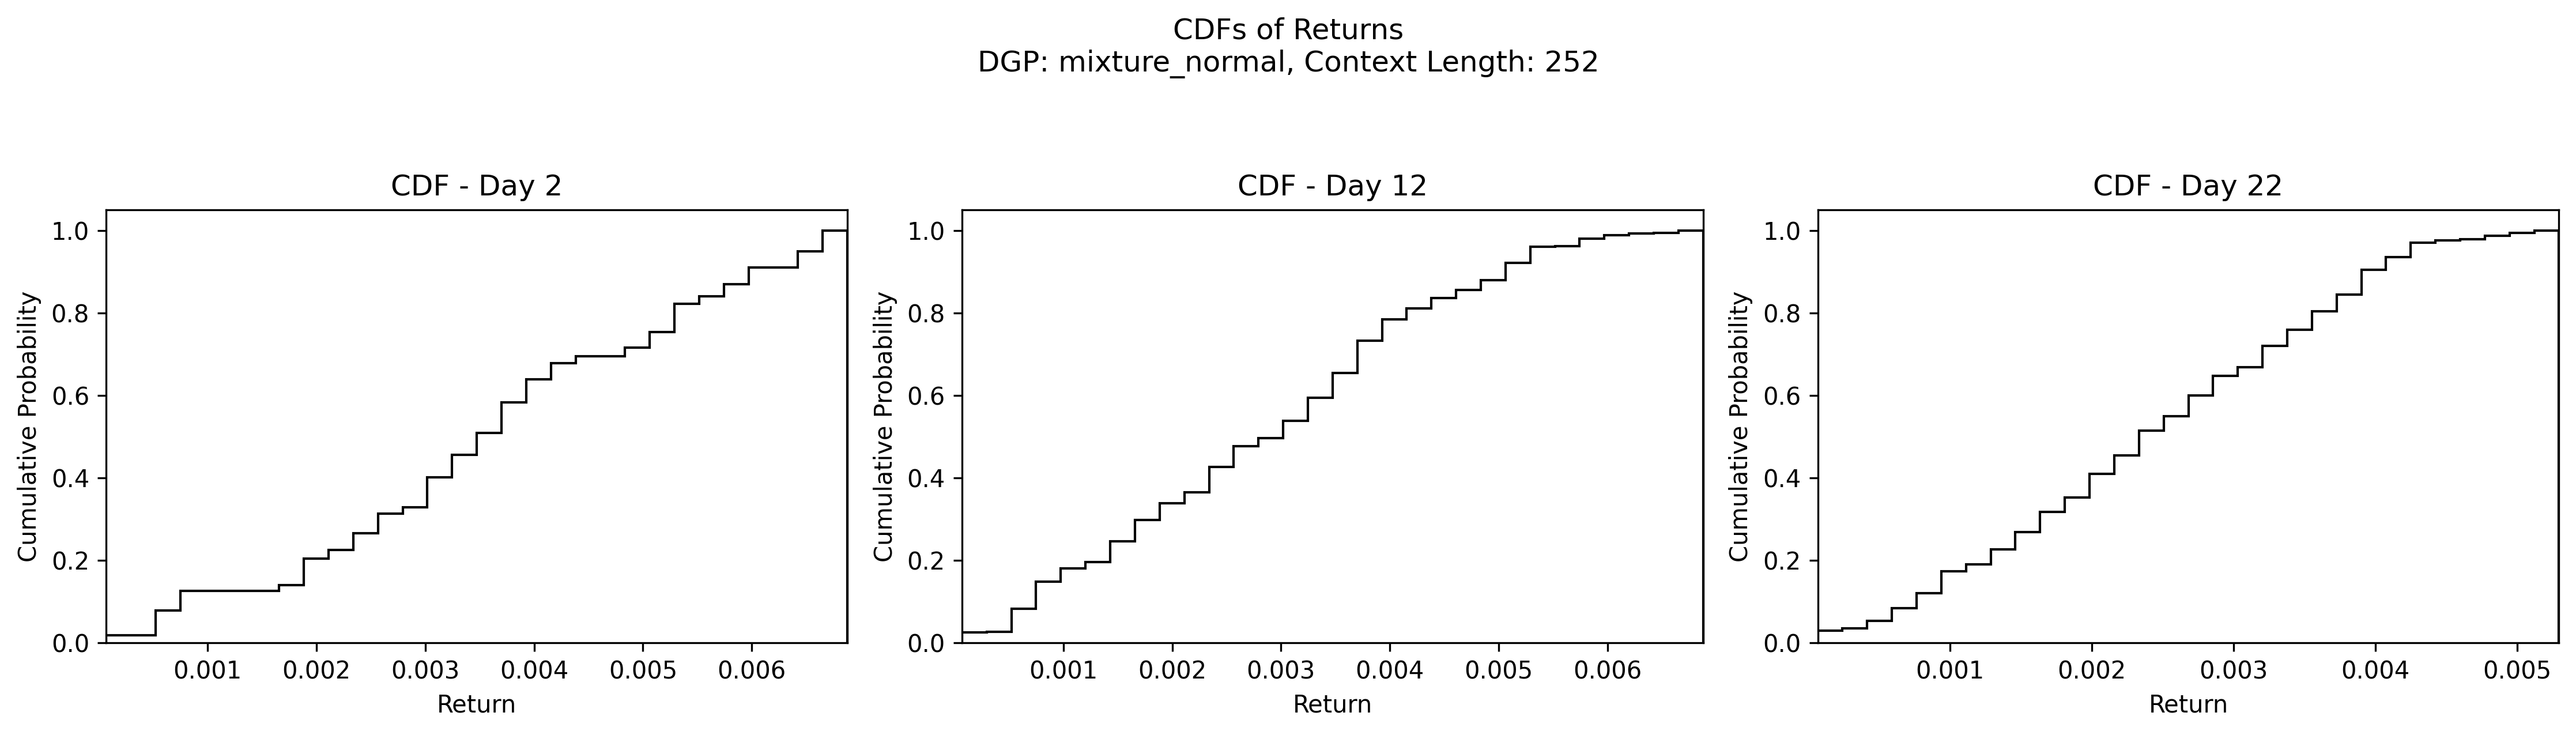 CDFs of Returns
DGP: mixture_normal, Context Length: 252
CDF - Day 2
1.0
0.8
0.6
0.4
0.2
0.0
Cumulative Probability
0.001 0.002 0.003 0.004 0.005 0.006
Return
CDF - Day 12
1.0
0.8
0.6
0.4
0.2
0.0
Cumulative Probability
0.001 0.002 0.003 0.004 0.005 0.006
Return
CDF - Day 22
1.0
0.8
0.6
0.4
0.2
0.0
Cumulative Probability
0.001 0.002 0.003 0.004 0.005
Return